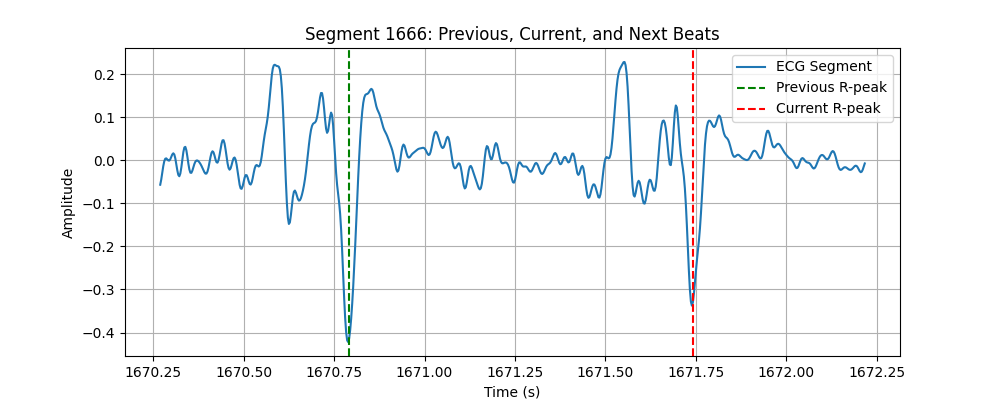 Segment 1666: Previous, Current, and Next Beats
ECG Segment
Previous R-peak
Current R-peak
Amplitude
0.2
0.1
0.0
−0.1
−0.2
−0.3
−0.4
1670.25 1670.50 1670.75 1671.00 1671.25 1671.50 1671.75 1672.00 1672.25
Time (s)